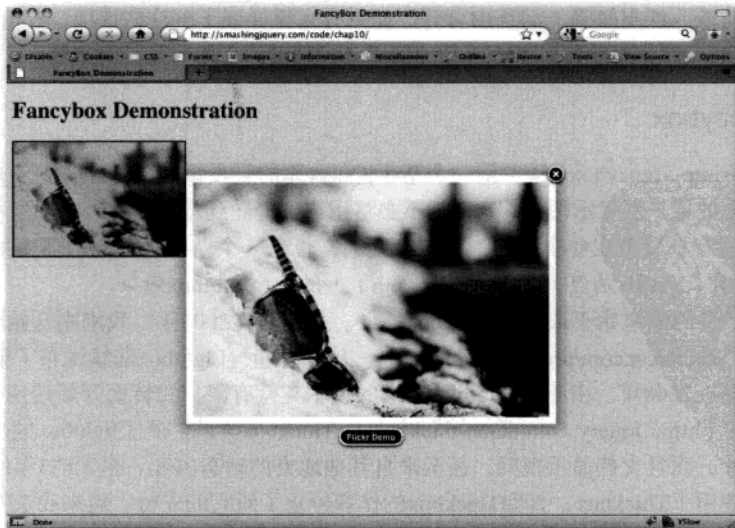 FancyBox Demonstration
http://smashingjquery.com/code/chap10/
Google
Disable Cookies CSS Forms Images Information Miscellaneous Outline Resize Tools View Source Options
FancyBox Demonstration
Fancybox Demonstration
Flickr Demo
Done
YSlow